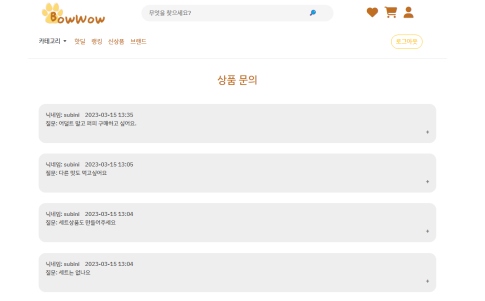 BowWow
무엇을 찾으세요?
카테고리 핫딜 랭킹 신상품 브랜드
로그아웃
상품 문의
닉네임: subini 2023-03-15 13:35
질문: 어덜트 말고 퍼피 구매하고 싶어요.
+
닉네임: subini 2023-03-15 13:05
질문: 다른 맛도 먹고싶어요
+
닉네임: subini 2023-03-15 13:04
질문: 세트상품도 만들어주세요
+
닉네임: subini 2023-03-15 13:04
질문: 세트는 없나요
+